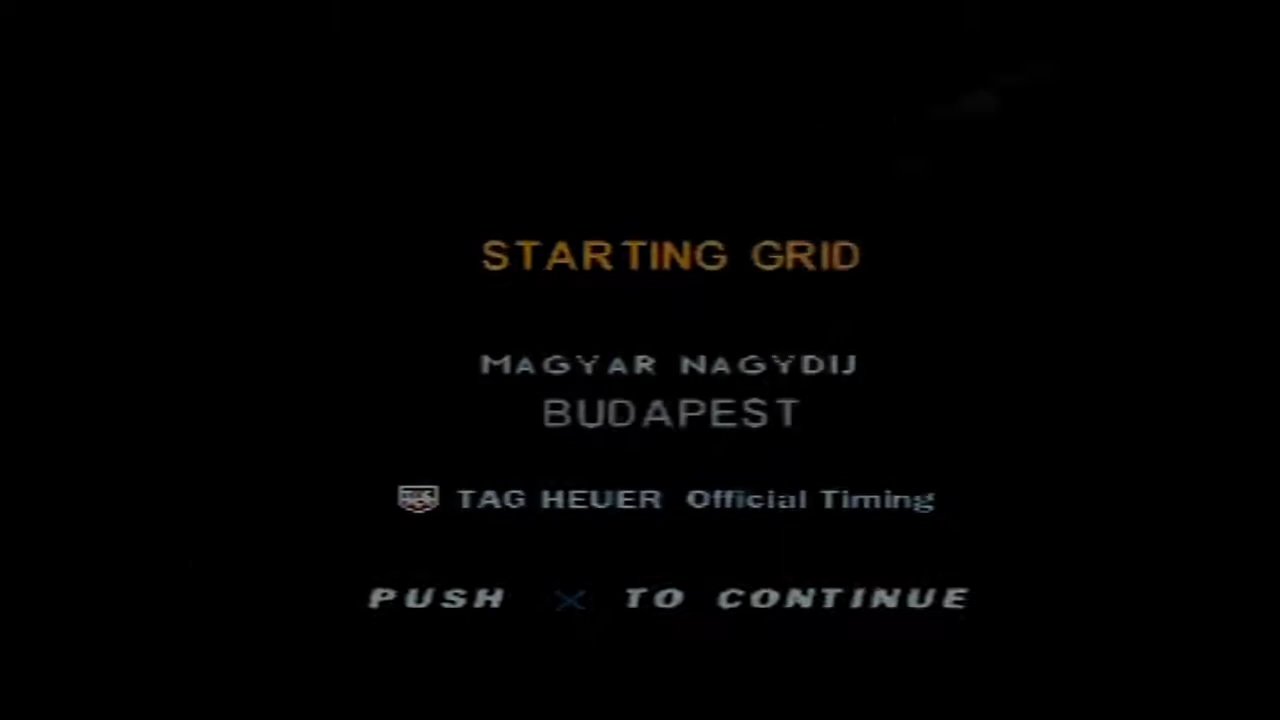 STARTING GRID
MAGYAR NAGYDIJ
BUDAPEST
TAG HEUER Official Timing
PUSH X TO CONTINUE